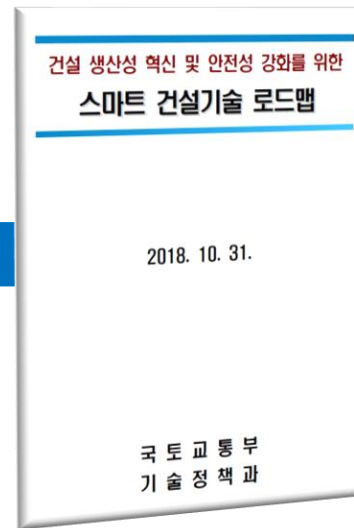 건설 생산성 혁신 및 안전성 강화를 위한
스마트 건설기술 로드맵
2018. 10. 31.
국토교통부
기술정책과